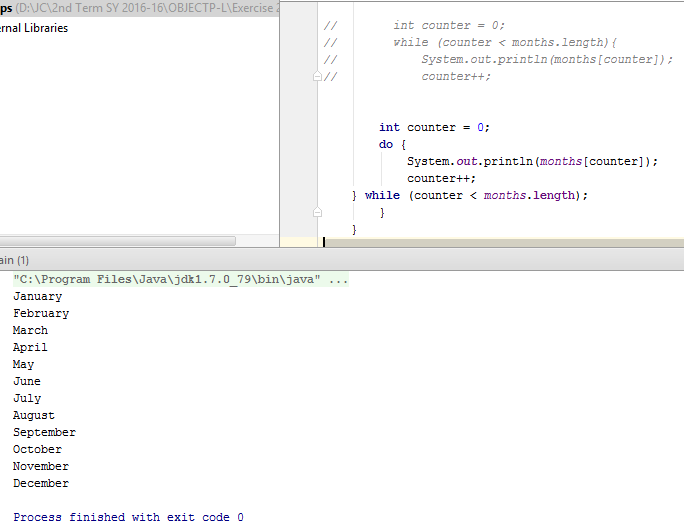 ps (D:\JC\2nd Term SY 2016-16\OBJECTP-L\Exercise 2
ernal Libraries
// int counter = 0;
// while (counter < months.length){
// System.out.println(months[counter]);
// counter++;
int counter = 0;
do {
System.out.println(months[counter]);
counter++;
} while (counter < months.length);
}
}
ain (1)
"C:\Program Files\Java\jdk1.7.0_79\bin\java" ...
January
February
March
April
May
June
July
August
September
October
November
December
Process finished with exit code 0